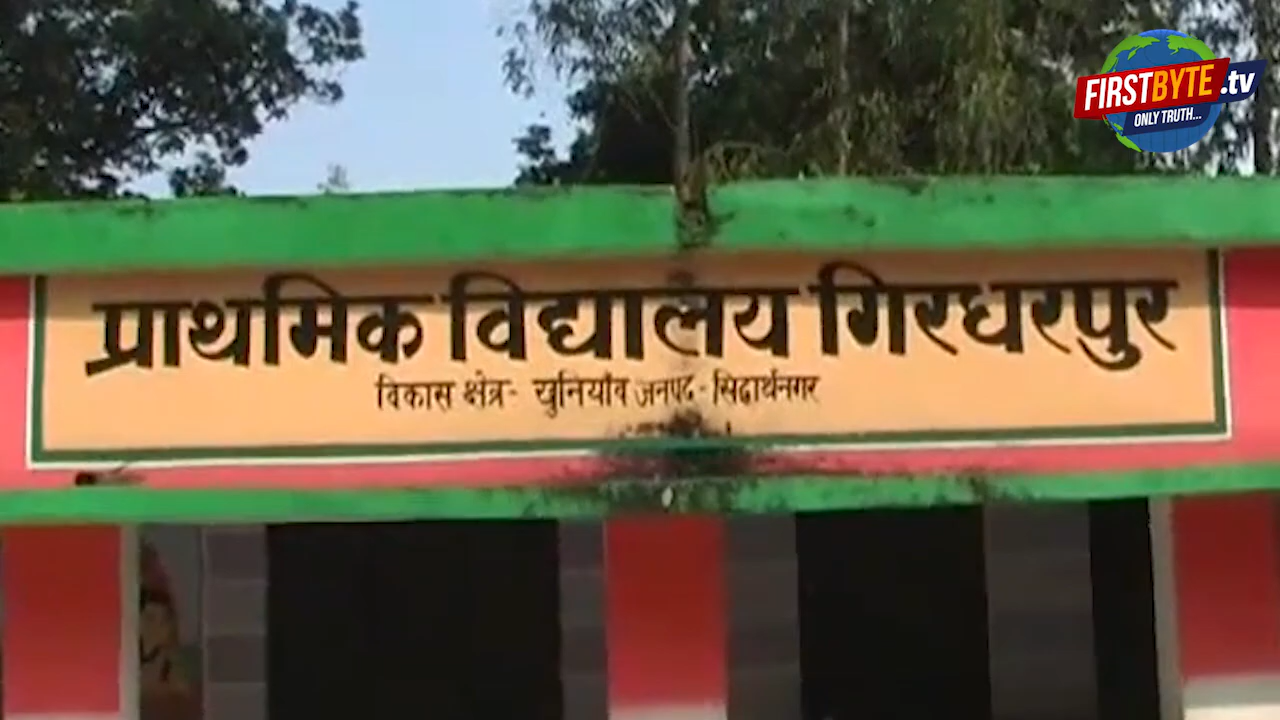 FIRSTBYTE.tv
ONLY TRUTH...
प्राथमिक विद्यालय गिरधरपुर
विकास क्षेत्र- खुनियाँव जनपद - सिद्धार्थनगर